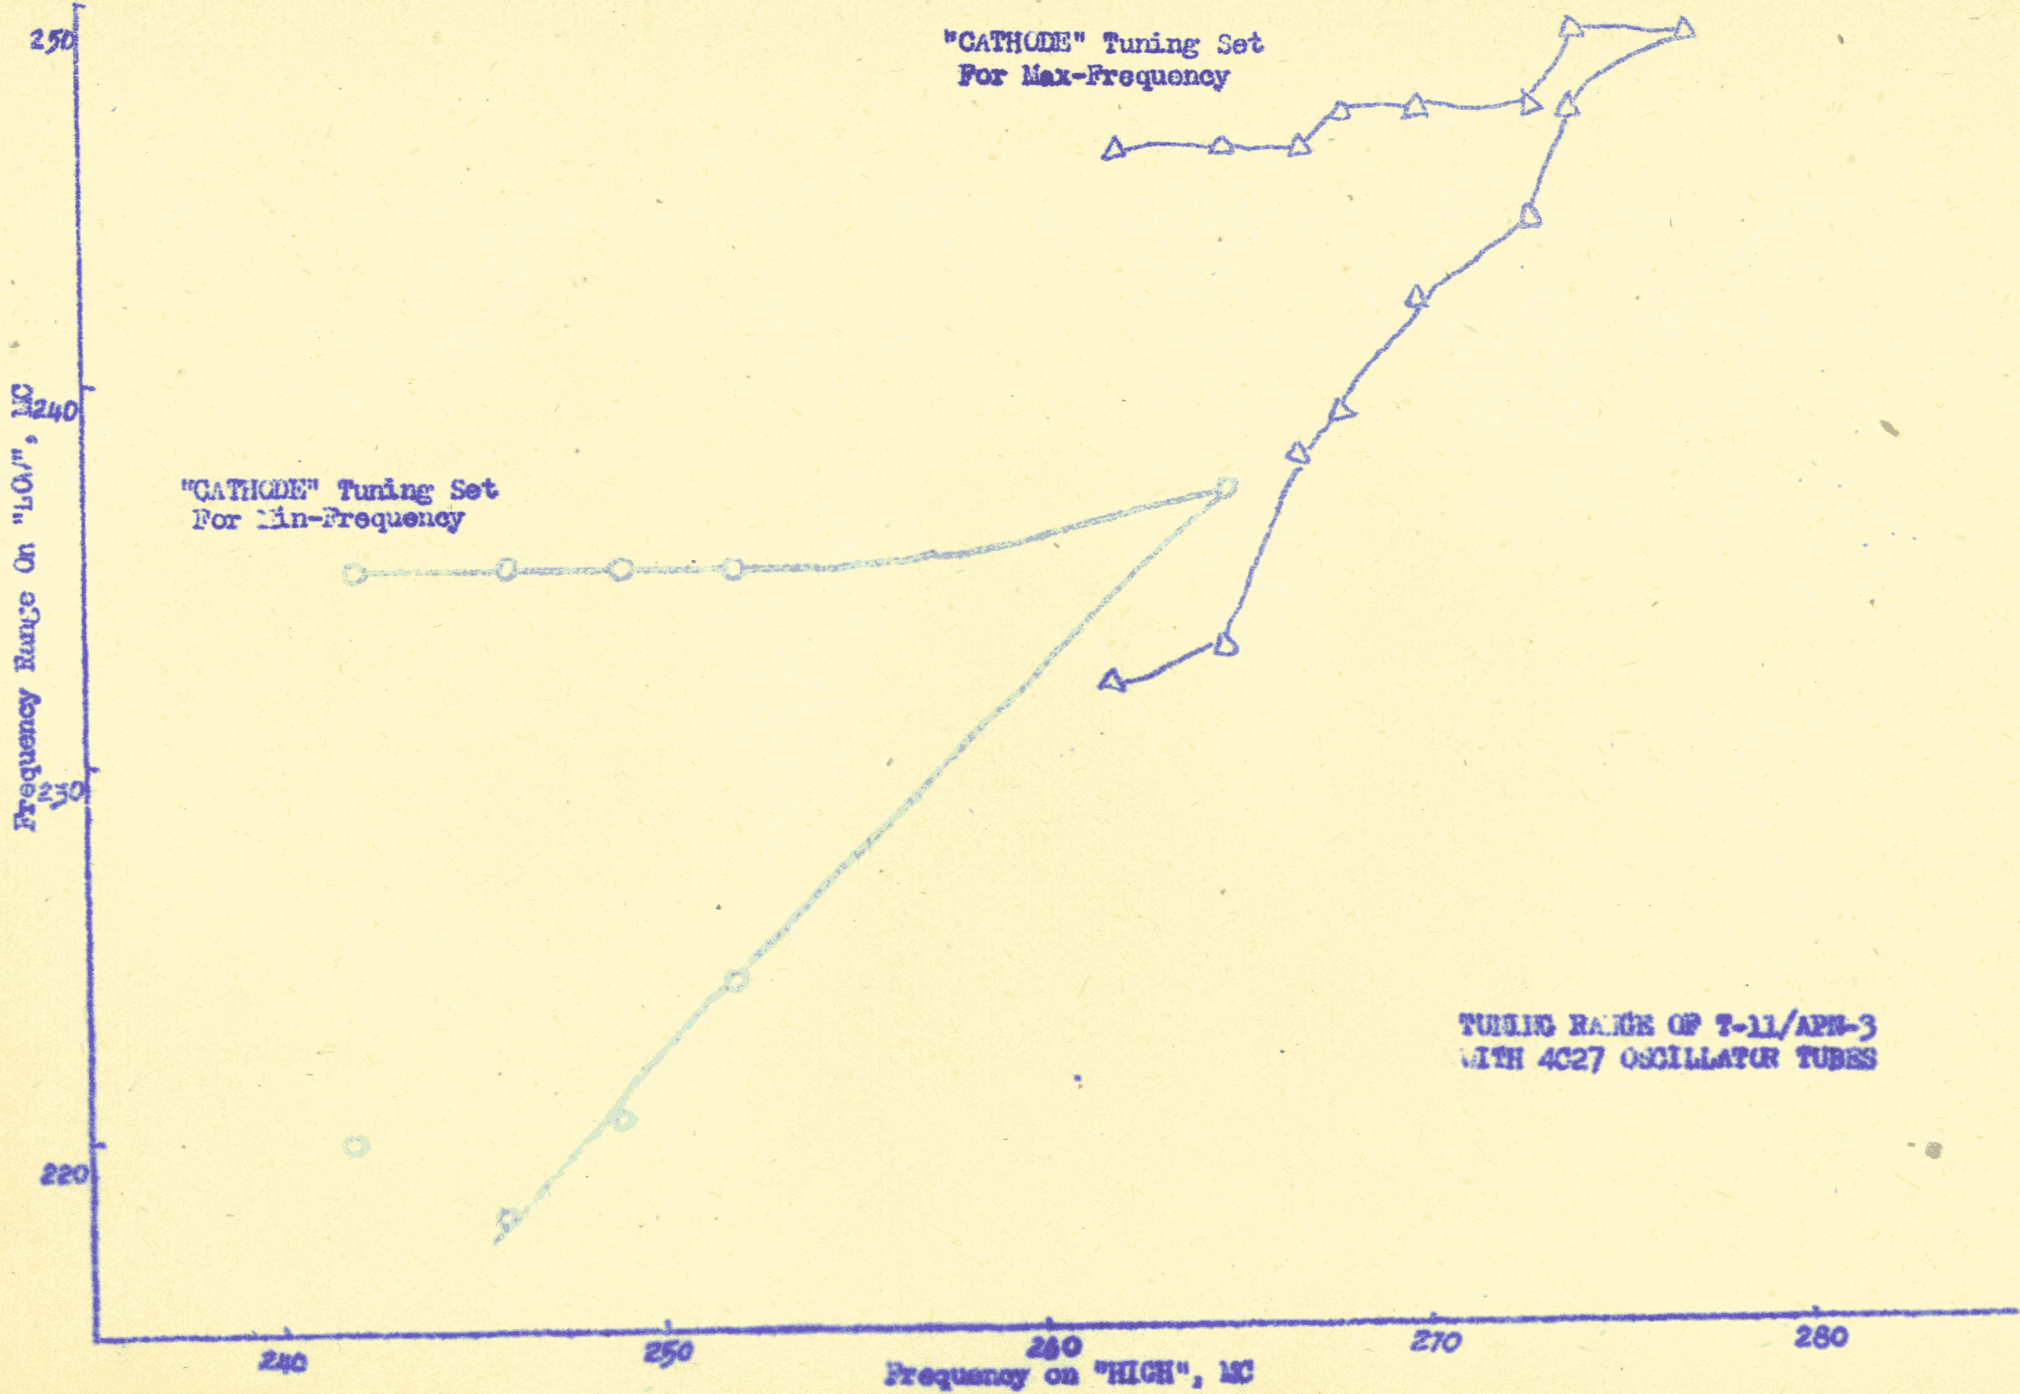 250
"CATHODE" Tuning Set
For Max-Frequency
240
"CATHODE" Tuning Set
For Min-Frequency
Frequency Range On "LOW", MC
230
TUNING RANGE OF T-11/APN-3
WITH 4C27 OSCILLATOR TUBES
220
240
250
260
270
280
Frequency on "HIGH", MC